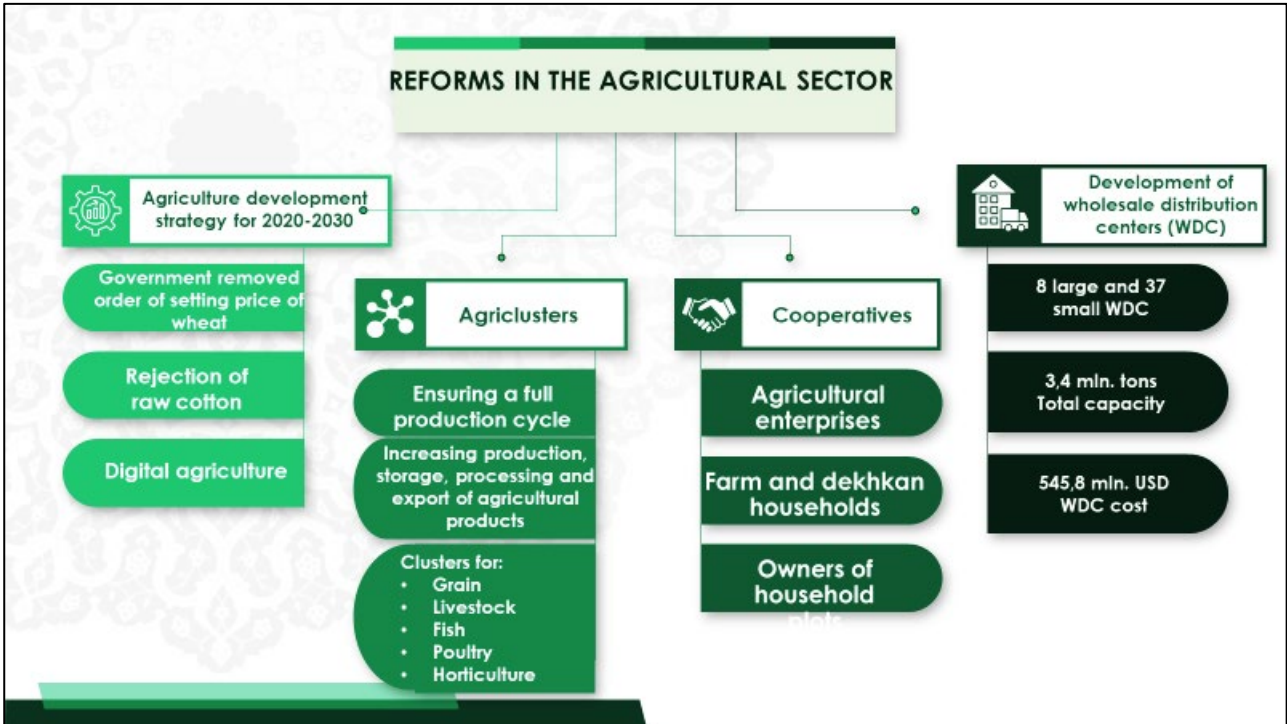 REFORMS IN THE AGRICULTURAL SECTOR
Agriculture development
strategy for 2020-2030
Government removed
order of setting price of
wheat
Rejection of
raw cotton
Digital agriculture
Agriclusters
Ensuring a full
production cycle
Increasing production,
storage, processing and
export of agricultural
products
Clusters for:
• Grain
• Livestock
• Fish
• Poultry
• Horticulture
Cooperatives
Agricultural
enterprises
Farm and dekhkan
households
Owners of
household
plots
Development of
wholesale distribution
centers (WDC)
8 large and 37
small WDC
3,4 mln. tons
Total capacity
545,8 mln. USD
WDC cost